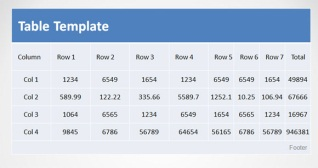 Table Template
Column Row 1 Row 2 Row 3 Row 4 Row 5 Row 6 Row 7 Total
Col 1 1234 6549 1654 1234 6549 6549 1654 49894
Col 2 589.99 122.22 335.66 5589.7 1252.1 10.25 106.94 67666
Col 3 1064 6565 1234 6549 1654 6565 1234 16967
Col 4 9845 6786 56789 64654 56165 6786 56789 946381
Footer